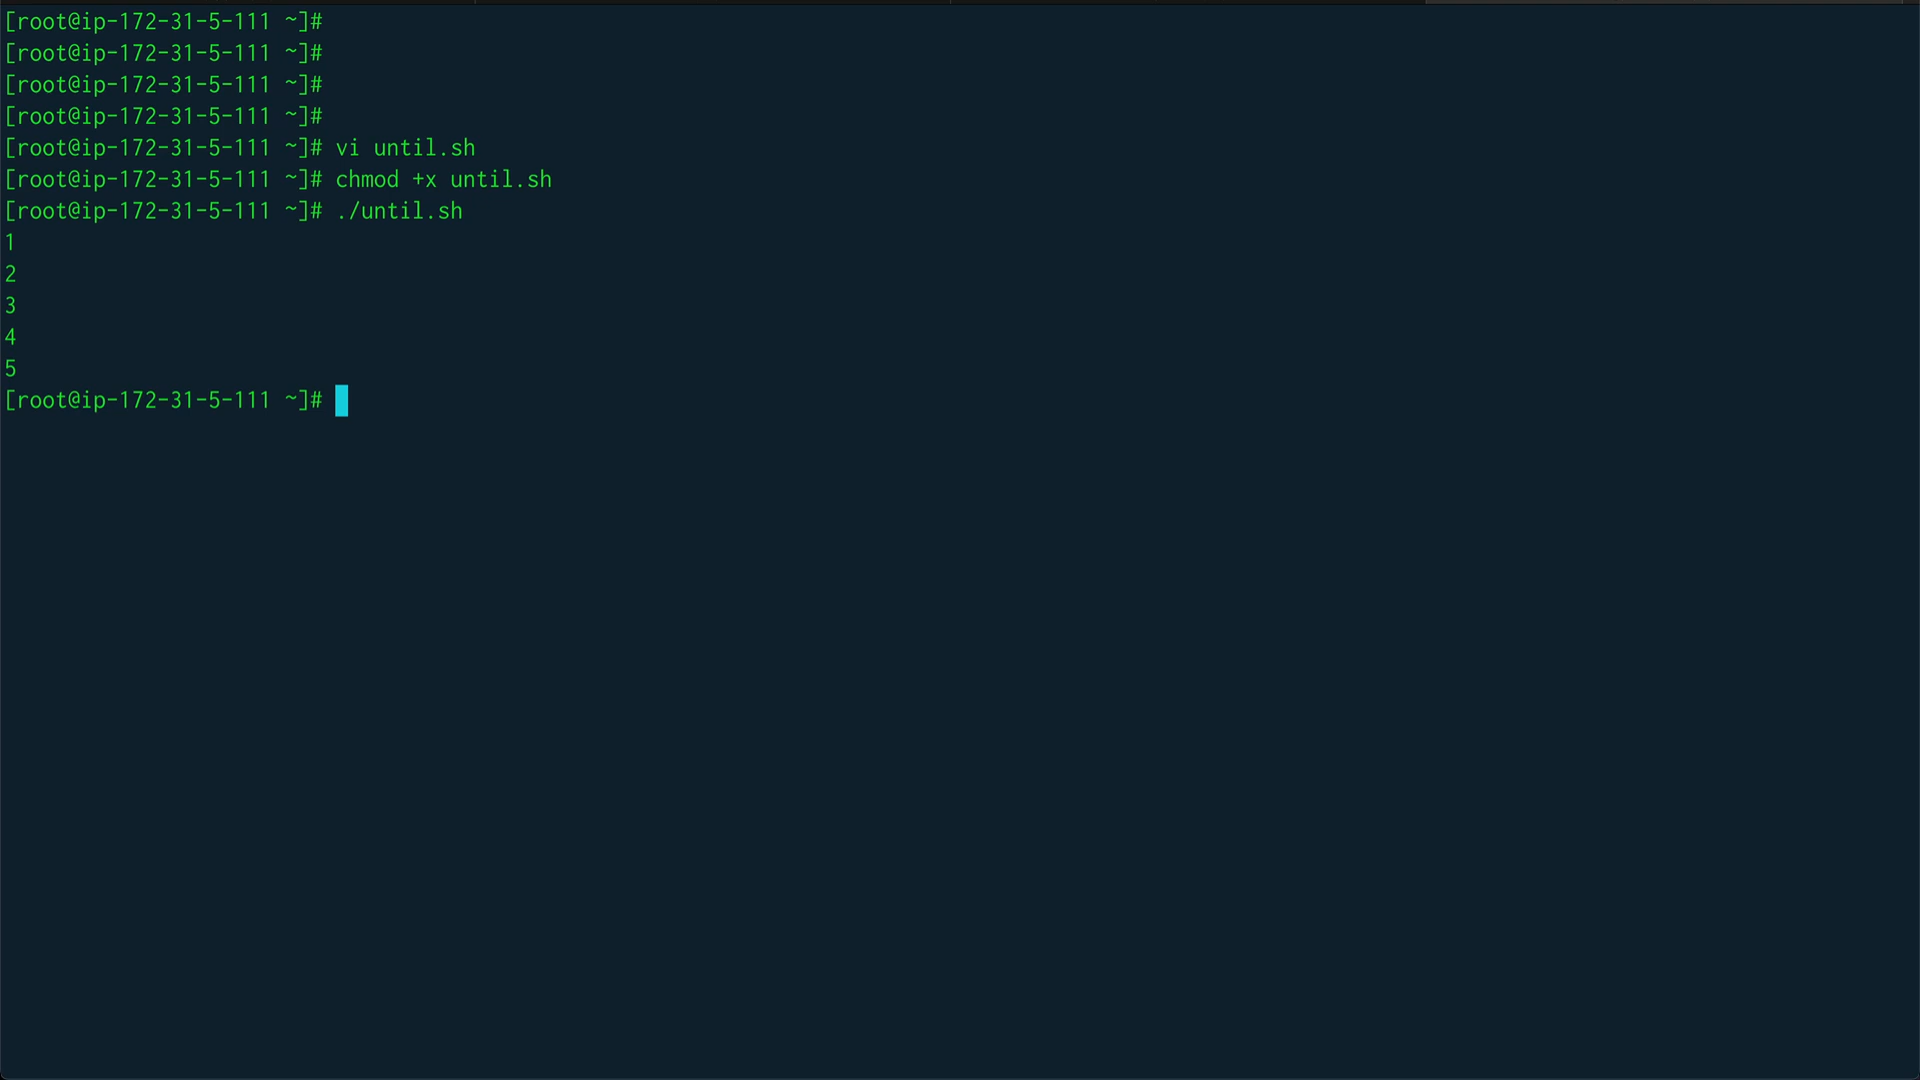 [root@ip-172-31-5-111 ~]#
[root@ip-172-31-5-111 ~]#
[root@ip-172-31-5-111 ~]#
[root@ip-172-31-5-111 ~]#
[root@ip-172-31-5-111 ~]# vi until.sh
[root@ip-172-31-5-111 ~]# chmod +x until.sh
[root@ip-172-31-5-111 ~]# ./until.sh
1
2
3
4
5
[root@ip-172-31-5-111 ~]#